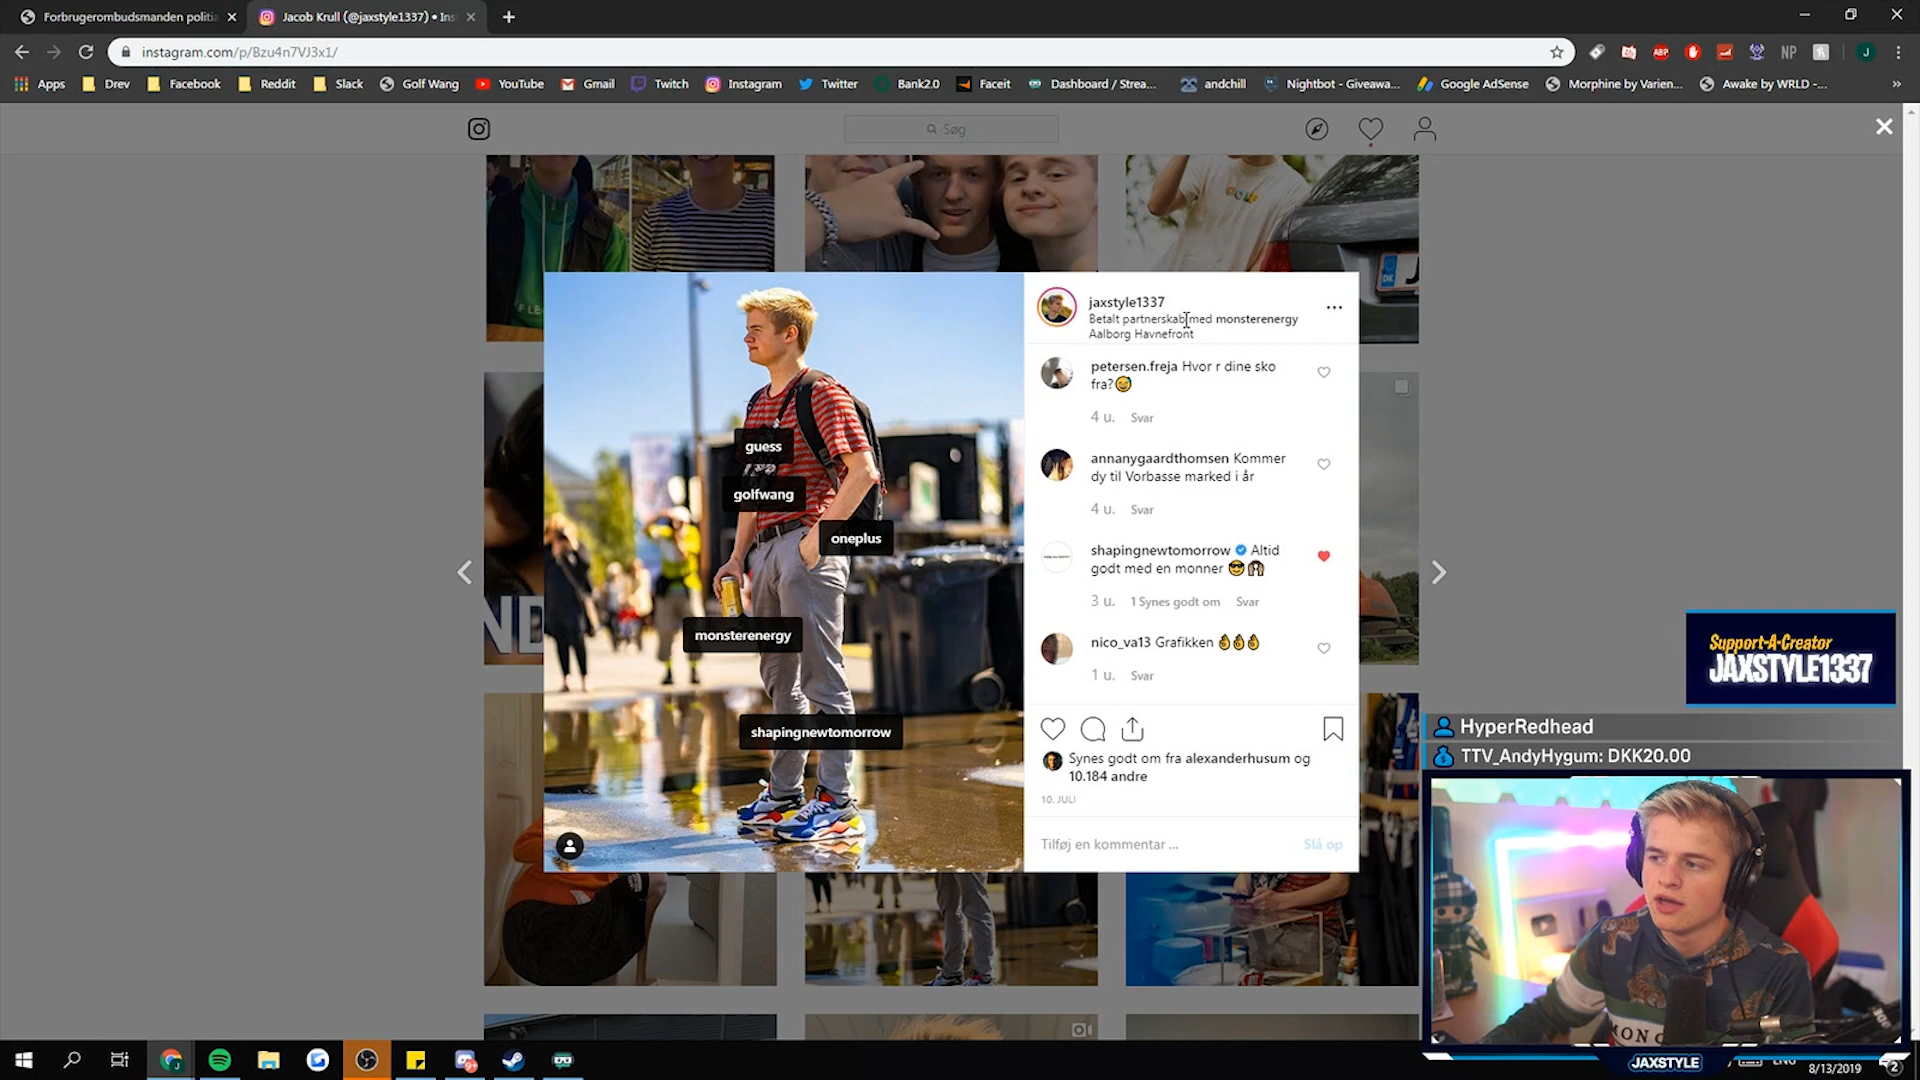 Forbrugerombudsmanden politia
Jacob Krull (@jaxstyle1337) • Ins
instagram.com/p/Bzu4n7VJ3x1/
Apps
Drev
Facebook
Reddit
Slack
Golf Wang
YouTube
Gmail
Twitch
Instagram
Twitter
Bank2.0
Faceit
Dashboard / Strea...
andchill
Nightbot - Giveawa...
Google AdSense
Morphine by Varien...
Awake by WRLD -...
ABP
NP
J
Søg
guess
golfwang
oneplus
monsterenergy
shapingnewtomorrow
jaxstyle1337
Betalt partnerskab med monsterenergy
Aalborg Havnefront
petersen.freja Hvor r dine sko
fra?😅
4 u. Svar
annanygaardthomsen Kommer
dy til Vorbasse marked i år
4 u. Svar
shapingnewtomorrow Altid
godt med en monner 😎🙌
3 u. 1 Synes godt om Svar
nico_va13 Grafikken 👌👌👌
1 u. Svar
Synes godt om fra alexanderhusum og
10.184 andre
10. JULI
Tilføj en kommentar ...
Slå op
Support-A-Creator
JAXSTYLE1337
HyperRedhead
TTV_AndyHygum: DKK20.00
JAXSTYLE
ENG
8/13/2019
2